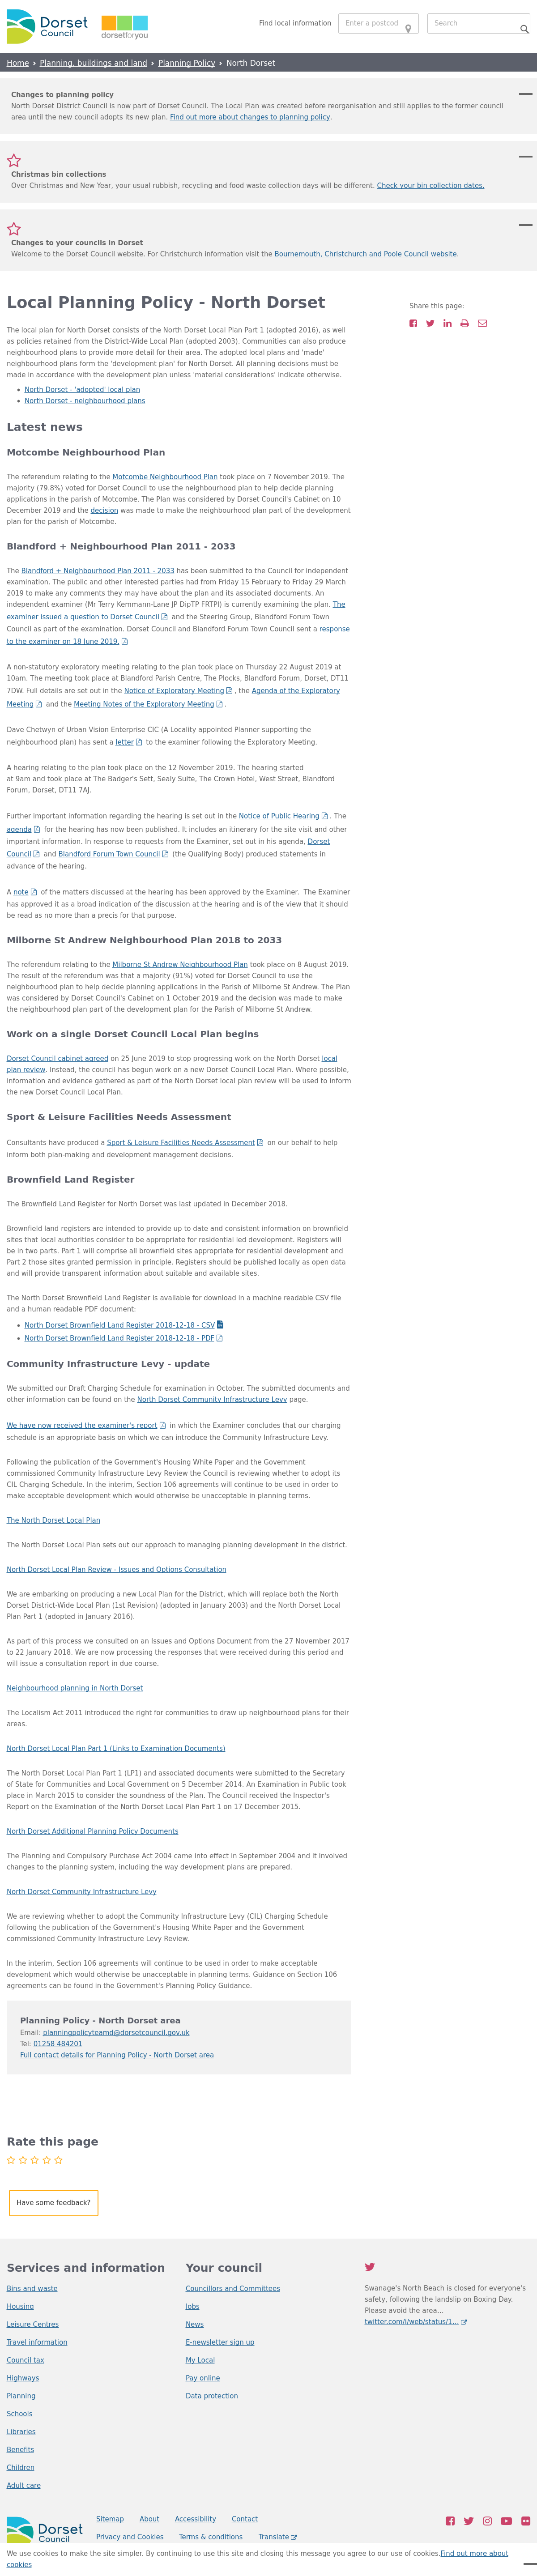 Dorset Council
dorsetforyou
Find local information
Enter a postcod
Search
Home › Planning, buildings and land › Planning Policy › North Dorset
Changes to planning policy
North Dorset District Council is now part of Dorset Council. The Local Plan was created before reorganisation and still applies to the former council
area until the new council adopts its new plan. Find out more about changes to planning policy.
Christmas bin collections
Over Christmas and New Year, your usual rubbish, recycling and food waste collection days will be different. Check your bin collection dates.
Changes to your councils in Dorset
Welcome to the Dorset Council website. For Christchurch information visit the Bournemouth, Christchurch and Poole Council website.
Local Planning Policy - North Dorset
Share this page:
The local plan for North Dorset consists of the North Dorset Local Plan Part 1 (adopted 2016), as well
as policies retained from the District-Wide Local Plan (adopted 2003). Communities can also produce
neighbourhood plans to provide more detail for their area. The adopted local plans and 'made'
neighbourhood plans form the 'development plan' for North Dorset. All planning decisions must be
made in accordance with the development plan unless 'material considerations' indicate otherwise.
North Dorset - 'adopted' local plan
North Dorset - neighbourhood plans
Latest news
Motcombe Neighbourhood Plan
The referendum relating to the Motcombe Neighbourhood Plan took place on 7 November 2019. The
majority (79.8%) voted for Dorset Council to use the neighbourhood plan to help deciding planning
applications in the parish of Motcombe. The Plan was considered by Dorset Council's Cabinet on 10
December 2019 and the decision was made to make the neighbourhood plan part of the development
plan for the parish of Motcombe.
Blandford + Neighbourhood Plan 2011 - 2033
The Blandford + Neighbourhood Plan 2011 - 2033 has been submitted to the Council for independent
examination. The public and other interested parties had from Friday 15 February to Friday 29 March
2019 to make any comments they may have about the plan and its associated documents. An
independent examiner (Mr Terry Kemmann-Lane JP DipTP FRTPI) is currently examining the plan. The
examiner issued a question to Dorset Council and the Steering Group, Blandford Forum Town
Council as part of the examination. Dorset Council and Blandford Forum Town Council sent a response
to the examiner on 18 June 2019.
A non-statutory exploratory meeting relating to the plan took place on Thursday 22 August 2019 at
10am. The meeting took place at Blandford Parish Centre, The Plocks, Blandford Forum, Dorset, DT11
7DW. Full details are set out in the Notice of Exploratory Meeting , the Agenda of the Exploratory
Meeting and the Meeting Notes of the Exploratory Meeting .
Dave Chetwyn of Urban Vision Enterprise CIC (A Locality appointed Planner supporting the
neighbourhood plan) has sent a letter to the examiner following the Exploratory Meeting.
A hearing relating to the plan took place on the 12 November 2019. The hearing started
at 9am and took place at The Badger's Sett, Sealy Suite, The Crown Hotel, West Street, Blandford
Forum, Dorset, DT11 7AJ.
Further important information regarding the hearing is set out in the Notice of Public Hearing . The
agenda for the hearing has now been published. It includes an itinerary for the site visit and other
important information. In response to requests from the Examiner, set out in his agenda, Dorset
Council and Blandford Forum Town Council (the Qualifying Body) produced statements in
advance of the hearing.
A note of the matters discussed at the hearing has been approved by the Examiner. The Examiner
has approved it as a broad indication of the discussion at the hearing and is of the view that it should
be read as no more than a precis for that purpose.
Milborne St Andrew Neighbourhood Plan 2018 to 2033
The referendum relating to the Milborne St Andrew Neighbourhood Plan took place on 8 August 2019.
The result of the referendum was that a majority (91%) voted for Dorset Council to use the
neighbourhood plan to help decide planning applications in the Parish of Milborne St Andrew. The Plan
was considered by Dorset Council's Cabinet on 1 October 2019 and the decision was made to make
the neighbourhood plan part of the development plan for the Parish of Milborne St Andrew.
Work on a single Dorset Council Local Plan begins
Dorset Council cabinet agreed on 25 June 2019 to stop progressing work on the North Dorset local
plan review. Instead, the council has begun work on a new Dorset Council Local Plan. Where possible,
information and evidence gathered as part of the North Dorset local plan review will be used to inform
the new Dorset Council Local Plan.
Sport & Leisure Facilities Needs Assessment
Consultants have produced a Sport & Leisure Facilities Needs Assessment on our behalf to help
inform both plan-making and development management decisions.
Brownfield Land Register
The Brownfield Land Register for North Dorset was last updated in December 2018.
Brownfield land registers are intended to provide up to date and consistent information on brownfield
sites that local authorities consider to be appropriate for residential led development. Registers will
be in two parts. Part 1 will comprise all brownfield sites appropriate for residential development and
Part 2 those sites granted permission in principle. Registers should be published locally as open data
and will provide transparent information about suitable and available sites.
The North Dorset Brownfield Land Register is available for download in a machine readable CSV file
and a human readable PDF document:
North Dorset Brownfield Land Register 2018-12-18 - CSV
North Dorset Brownfield Land Register 2018-12-18 - PDF
Community Infrastructure Levy - update
We submitted our Draft Charging Schedule for examination in October. The submitted documents and
other information can be found on the North Dorset Community Infrastructure Levy page.
We have now received the examiner's report in which the Examiner concludes that our charging
schedule is an appropriate basis on which we can introduce the Community Infrastructure Levy.
Following the publication of the Government's Housing White Paper and the Government
commissioned Community Infrastructure Levy Review the Council is reviewing whether to adopt its
CIL Charging Schedule. In the interim, Section 106 agreements will continue to be used in order to
make acceptable development which would otherwise be unacceptable in planning terms.
The North Dorset Local Plan
The North Dorset Local Plan sets out our approach to managing planning development in the district.
North Dorset Local Plan Review - Issues and Options Consultation
We are embarking on producing a new Local Plan for the District, which will replace both the North
Dorset District-Wide Local Plan (1st Revision) (adopted in January 2003) and the North Dorset Local
Plan Part 1 (adopted in January 2016).
As part of this process we consulted on an Issues and Options Document from the 27 November 2017
to 22 January 2018. We are now processing the responses that were received during this period and
will issue a consultation report in due course.
Neighbourhood planning in North Dorset
The Localism Act 2011 introduced the right for communities to draw up neighbourhood plans for their
areas.
North Dorset Local Plan Part 1 (Links to Examination Documents)
The North Dorset Local Plan Part 1 (LP1) and associated documents were submitted to the Secretary
of State for Communities and Local Government on 5 December 2014. An Examination in Public took
place in March 2015 to consider the soundness of the Plan. The Council received the Inspector's
Report on the Examination of the North Dorset Local Plan Part 1 on 17 December 2015.
North Dorset Additional Planning Policy Documents
The Planning and Compulsory Purchase Act 2004 came into effect in September 2004 and it involved
changes to the planning system, including the way development plans are prepared.
North Dorset Community Infrastructure Levy
We are reviewing whether to adopt the Community Infrastructure Levy (CIL) Charging Schedule
following the publication of the Government's Housing White Paper and the Government
commissioned Community Infrastructure Levy Review.
In the interim, Section 106 agreements will continue to be used in order to make acceptable
development which would otherwise be unacceptable in planning terms. Guidance on Section 106
agreements can be found in the Government's Planning Policy Guidance.
Planning Policy - North Dorset area
Email: planningpolicyteamd@dorsetcouncil.gov.uk
Tel: 01258 484201
Full contact details for Planning Policy - North Dorset area
Rate this page
Have some feedback?
Services and information
Bins and waste
Housing
Leisure Centres
Travel information
Council tax
Highways
Planning
Schools
Libraries
Benefits
Children
Adult care
Your council
Councillors and Committees
Jobs
News
E-newsletter sign up
My Local
Pay online
Data protection
Swanage's North Beach is closed for everyone's
safety, following the landslip on Boxing Day.
Please avoid the area…
twitter.com/i/web/status/1…
Dorset Council
Sitemap About Accessibility Contact
Privacy and Cookies Terms & conditions Translate
We use cookies to make the site simpler. By continuing to use this site and closing this message you agree to our use of cookies.Find out more about
cookies